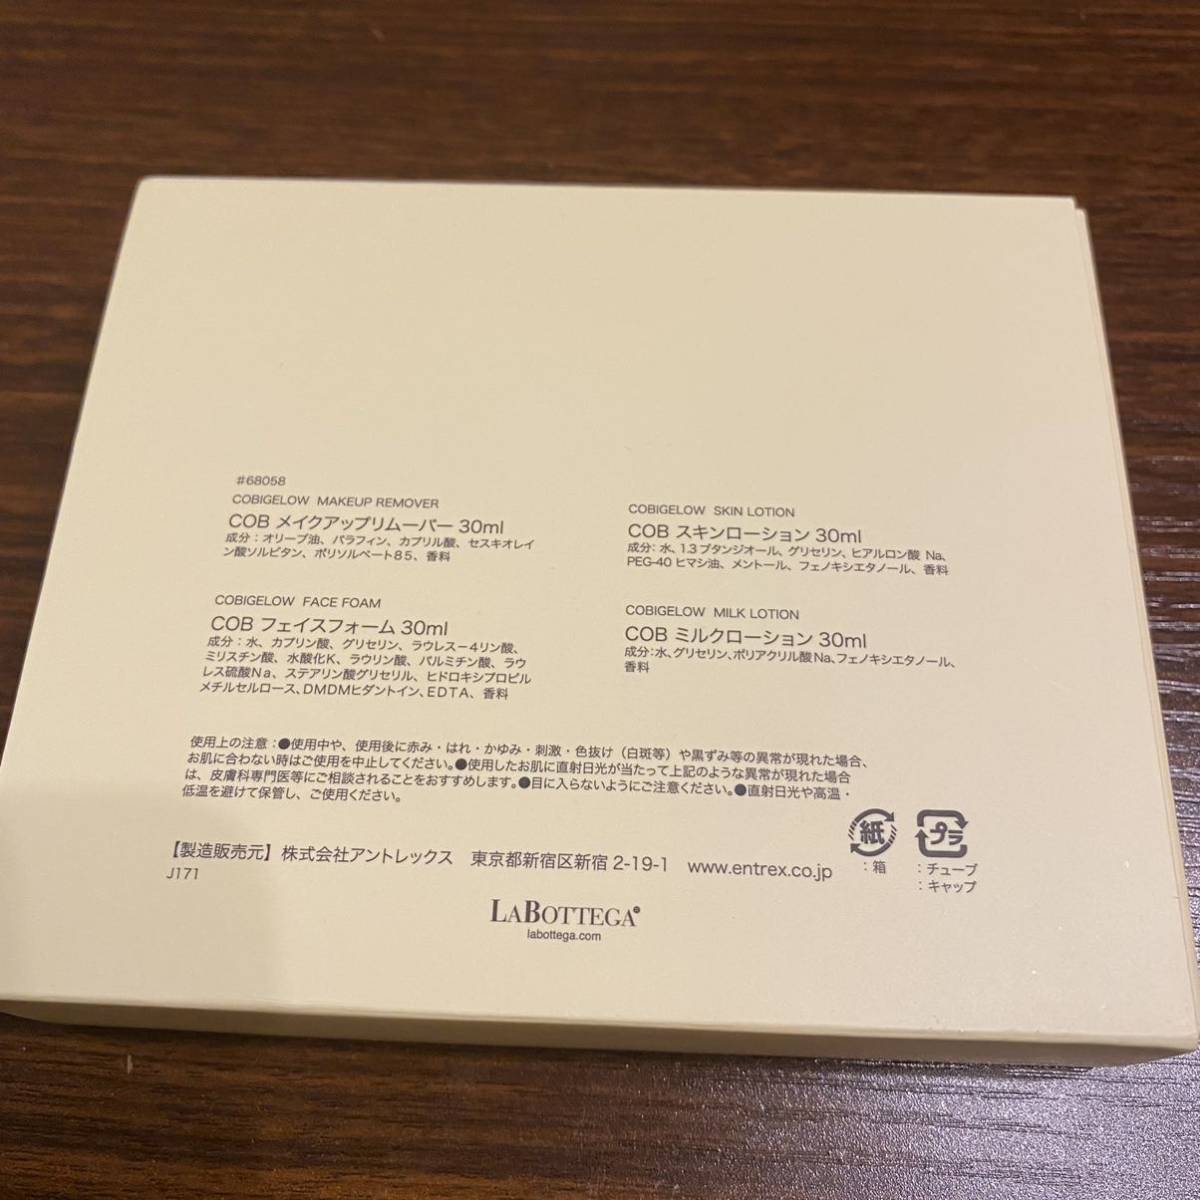 #68058
COBIGELOW MAKEUP REMOVER
COB メイクアップリムーバー 30ml
成分：オリーブ油、パラフィン、カプリル酸、セスキオレイ
ン酸ソルビタン、ポリソルベート85、香料
COBIGELOW FACE FOAM
COB フェイスフォーム 30ml
成分：水、カプリン酸、グリセリン、ラウレス－4リン酸、
ミリスチン酸、水酸化K、ラウリン酸、パルミチン酸、ラウ
レス硫酸Na、ステアリン酸グリセリル、ヒドロキシプロピル
メチルセルロース、DMDMヒダントイン、EDTA、香料
COBIGELOW SKIN LOTION
COB スキンローション 30ml
成分：水、1.3ブタンジオール、グリセリン、ヒアルロン酸 Na、
PEG-40 ヒマシ油、メントール、フェノキシエタノール、香料
COBIGELOW MILK LOTION
COB ミルクローション 30ml
成分：水、グリセリン、ポリアクリル酸Na、フェノキシエタノール、
香料
使用上の注意：●使用中や、使用後に赤み・はれ・かゆみ・刺激・色抜け（白斑等）や黒ずみ等の異常が現れた場合、
お肌に合わない時はご使用を中止してください。●使用したお肌に直射日光が当たって上記のような異常が現れた場合
は、皮膚科専門医等にご相談されることをおすすめします。●目に入らないようにご注意ください。●直射日光や高温・
低温を避けて保管し、ご使用ください。
紙 プラ
：箱 ：チューブ
：キャップ
【製造販売元】株式会社アントレックス 東京都新宿区新宿 2-19-1 www.entrex.co.jp
J171
LABOTTEGA®
labottega.com